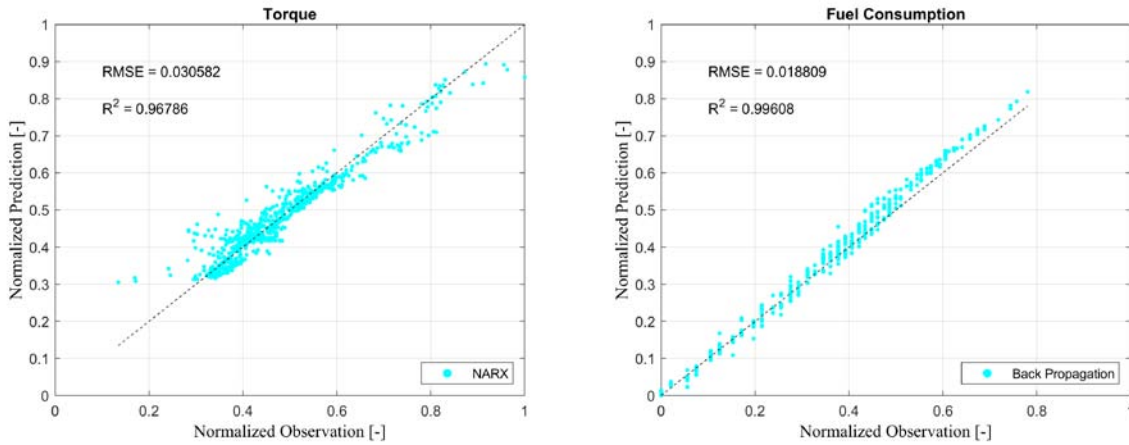 Torque
1
0.9
0.8
0.7
0.6
0.5
0.4
0.3
0.2
0.1
0
RMSE = 0.030582
R² = 0.96786
NARX
0 0.2 0.4 0.6 0.8 1
Normalized Observation [-]
Normalized Prediction [-]
Fuel Consumption
1
0.9
0.8
0.7
0.6
0.5
0.4
0.3
0.2
0.1
0
RMSE = 0.018809
R² = 0.99608
Back Propagation
0 0.2 0.4 0.6 0.8 1
Normalized Observation [-]
Normalized Prediction [-]